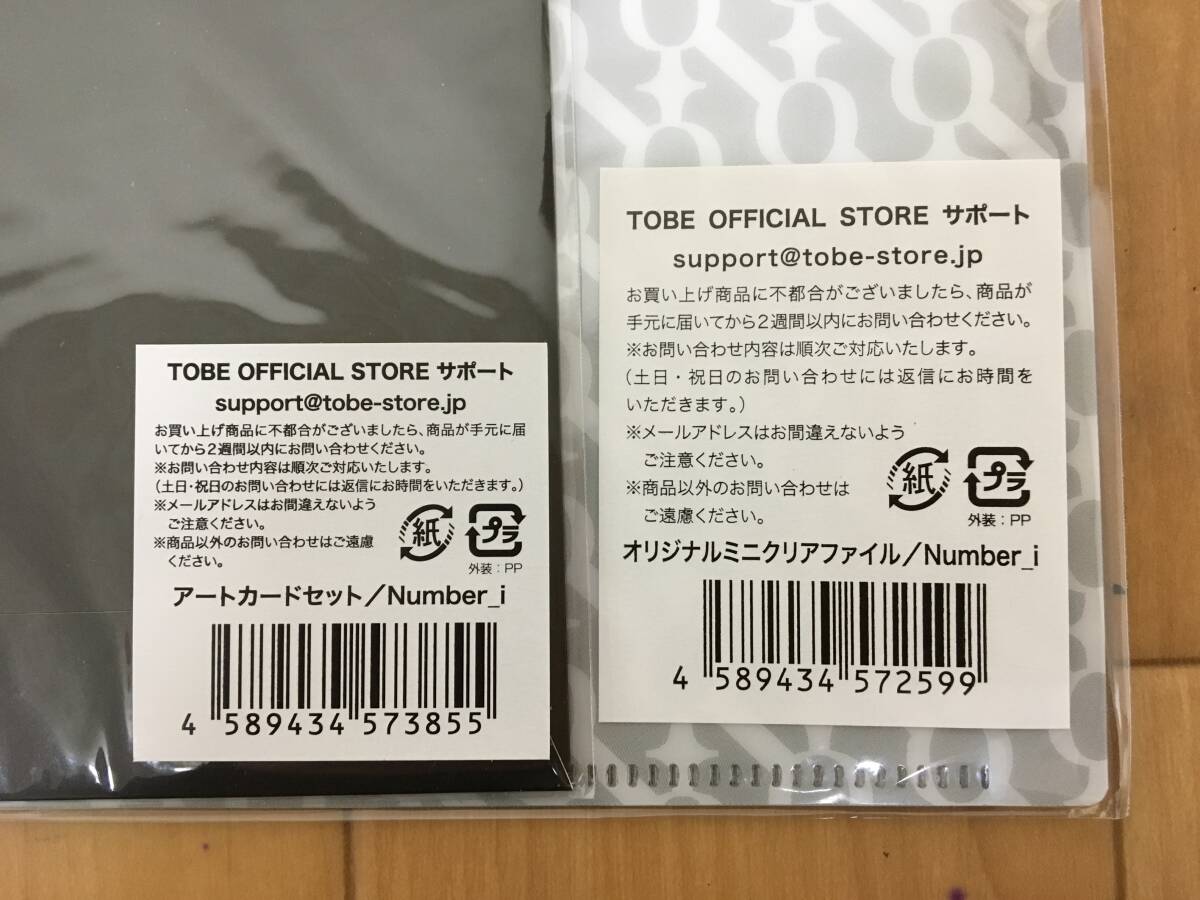 TOBE OFFICIAL STORE サポート
support@tobe-store.jp
お買い上げ商品に不都合がございましたら、商品が手元に届
いてから2週間以内にお問い合わせください。
※お問い合わせ内容は順次ご対応いたします。
（土日・祝日のお問い合わせには返信にお時間をいただきます。）
※メールアドレスはお間違えないよう
ご注意ください。
※商品以外のお問い合わせはご遠慮
ください。
紙
プラ
外装：PP
アートカードセット／Number_i
4 589434 573855
TOBE OFFICIAL STORE サポート
support@tobe-store.jp
お買い上げ商品に不都合がございましたら、商品が
手元に届いてから2週間以内にお問い合わせください。
※お問い合わせ内容は順次ご対応いたします。
（土日・祝日のお問い合わせには返信にお時間を
いただきます。）
※メールアドレスはお間違えないよう
ご注意ください。
※商品以外のお問い合わせは
ご遠慮ください。
紙
プラ
外装：PP
オリジナルミニクリアファイル／Number_i
4 589434 572599